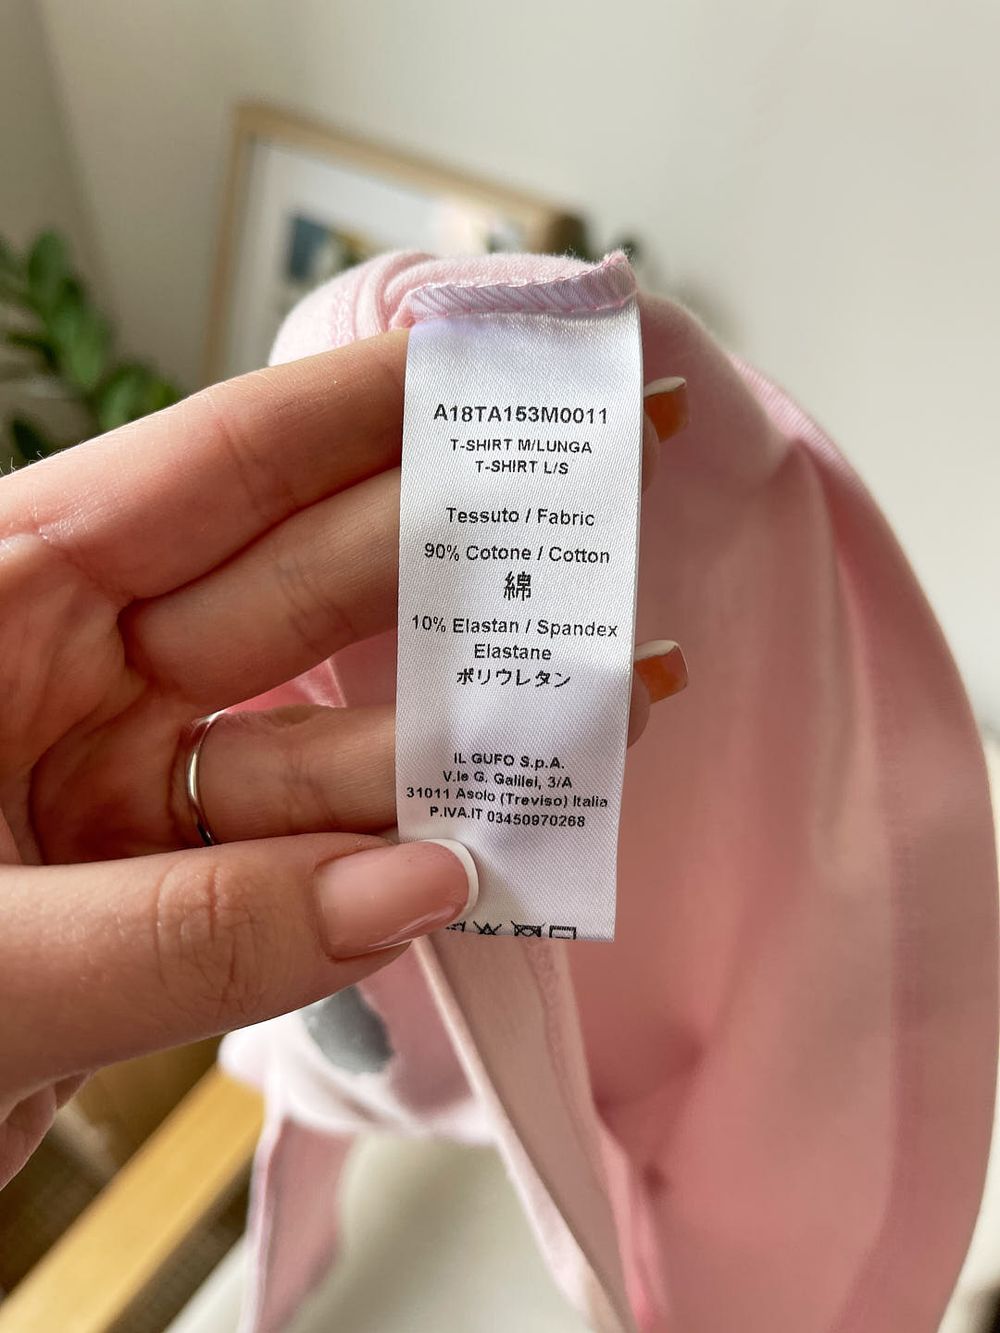 A18TA153M0011
T-SHIRT M/LUNGA
T-SHIRT L/S
Tessuto / Fabric
90% Cotone / Cotton
綿
10% Elastan / Spandex
Elastane
ポリウレタン
IL GUFO S.p.A.
V.le G. Galilei, 3/A
31011 Asolo (Treviso) Italia
P.IVA.IT 03450970268